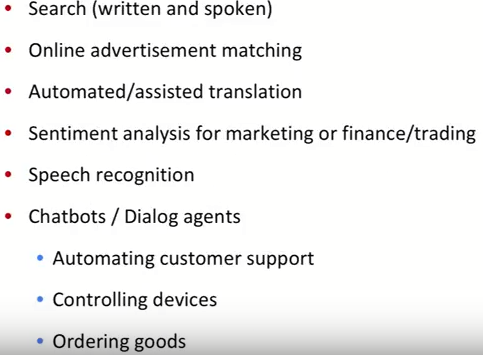 • Search (written and spoken)
• Online advertisement matching
• Automated/assisted translation
• Sentiment analysis for marketing or finance/trading
• Speech recognition
• Chatbots / Dialog agents
• Automating customer support
• Controlling devices
• Ordering goods